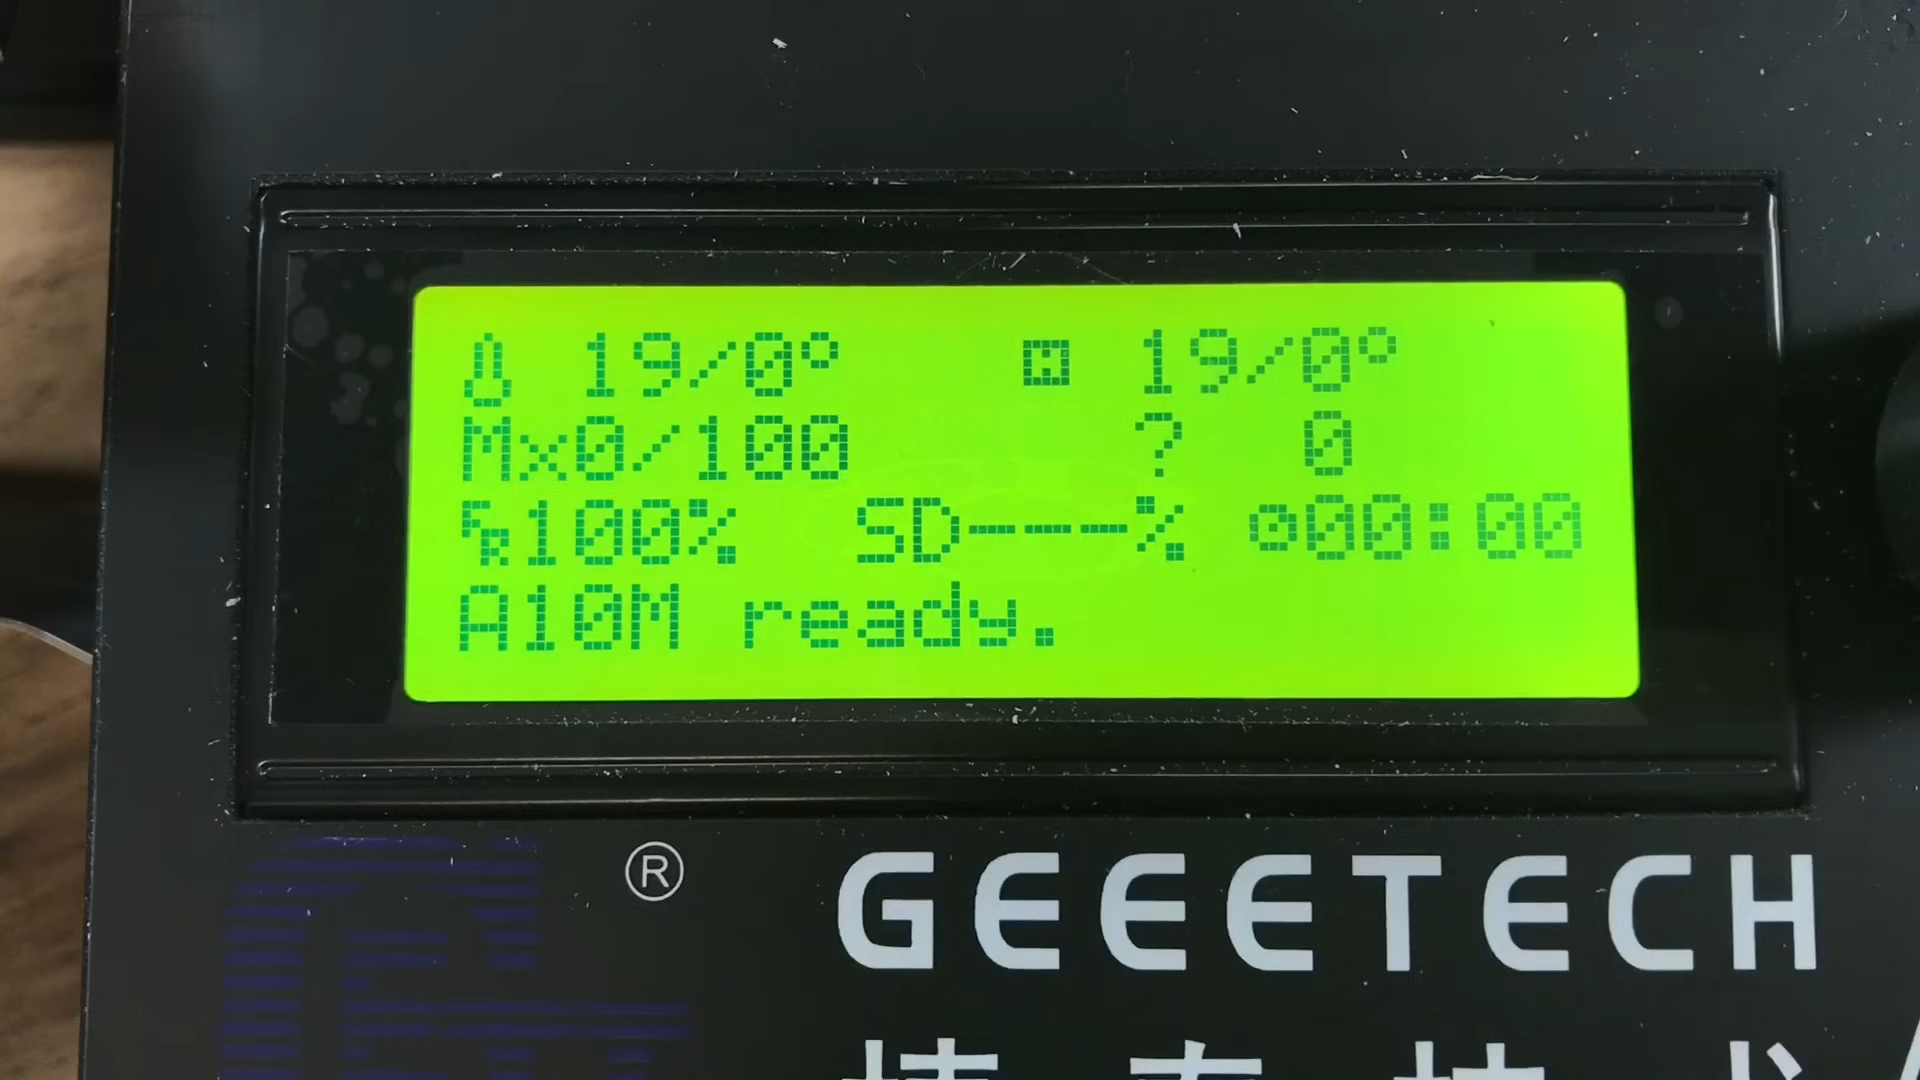 19/0° 19/0°
Mx0/100 ? 0
100% SD---% 00:00
A10M ready.
® GEEETECH